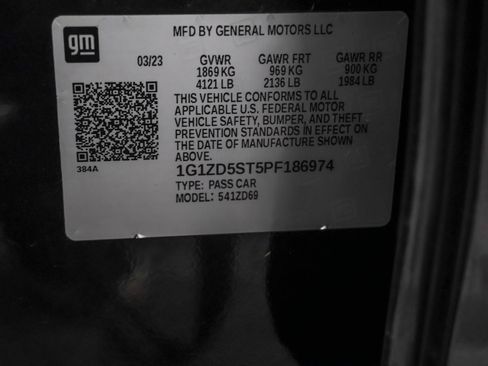 gm
MFD BY GENERAL MOTORS LLC
03/23 GVWR GAWR FRT GAWR RR
1869 KG 969 KG 900 KG
4121 LB 2136 LB 1984 LB
THIS VEHICLE CONFORMS TO ALL
APPLICABLE U.S. FEDERAL MOTOR
VEHICLE SAFETY, BUMPER, AND THEFT
PREVENTION STANDARDS IN EFFECT ON
THE DATE OF MANUFACTURE SHOWN
ABOVE.
384A
1G1ZD5ST5PF186974
TYPE: PASS CAR
MODEL: 541ZD69